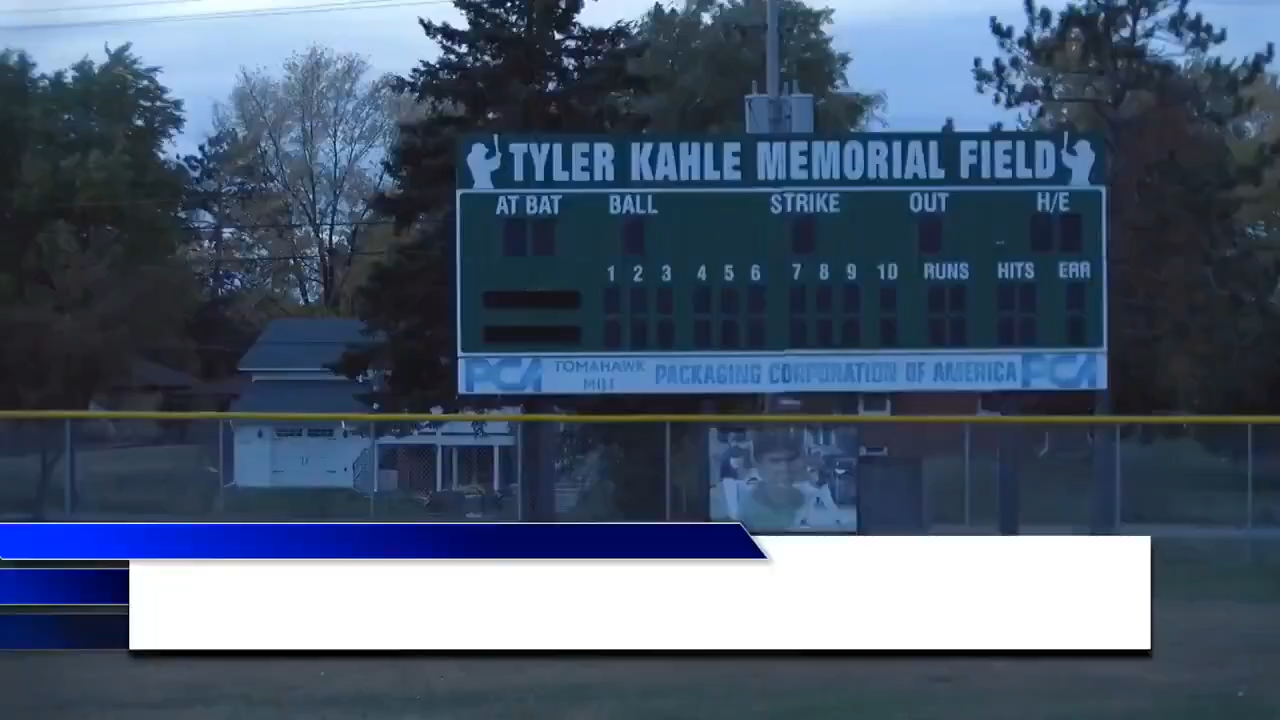 TYLER KAHLE MEMORIAL FIELD
AT BAT BALL STRIKE OUT H/E
1 2 3 4 5 6 7 8 9 10 RUNS HITS ERR
PCA TOMAHAWK MILL PACKAGING CORPORATION OF AMERICA PCA